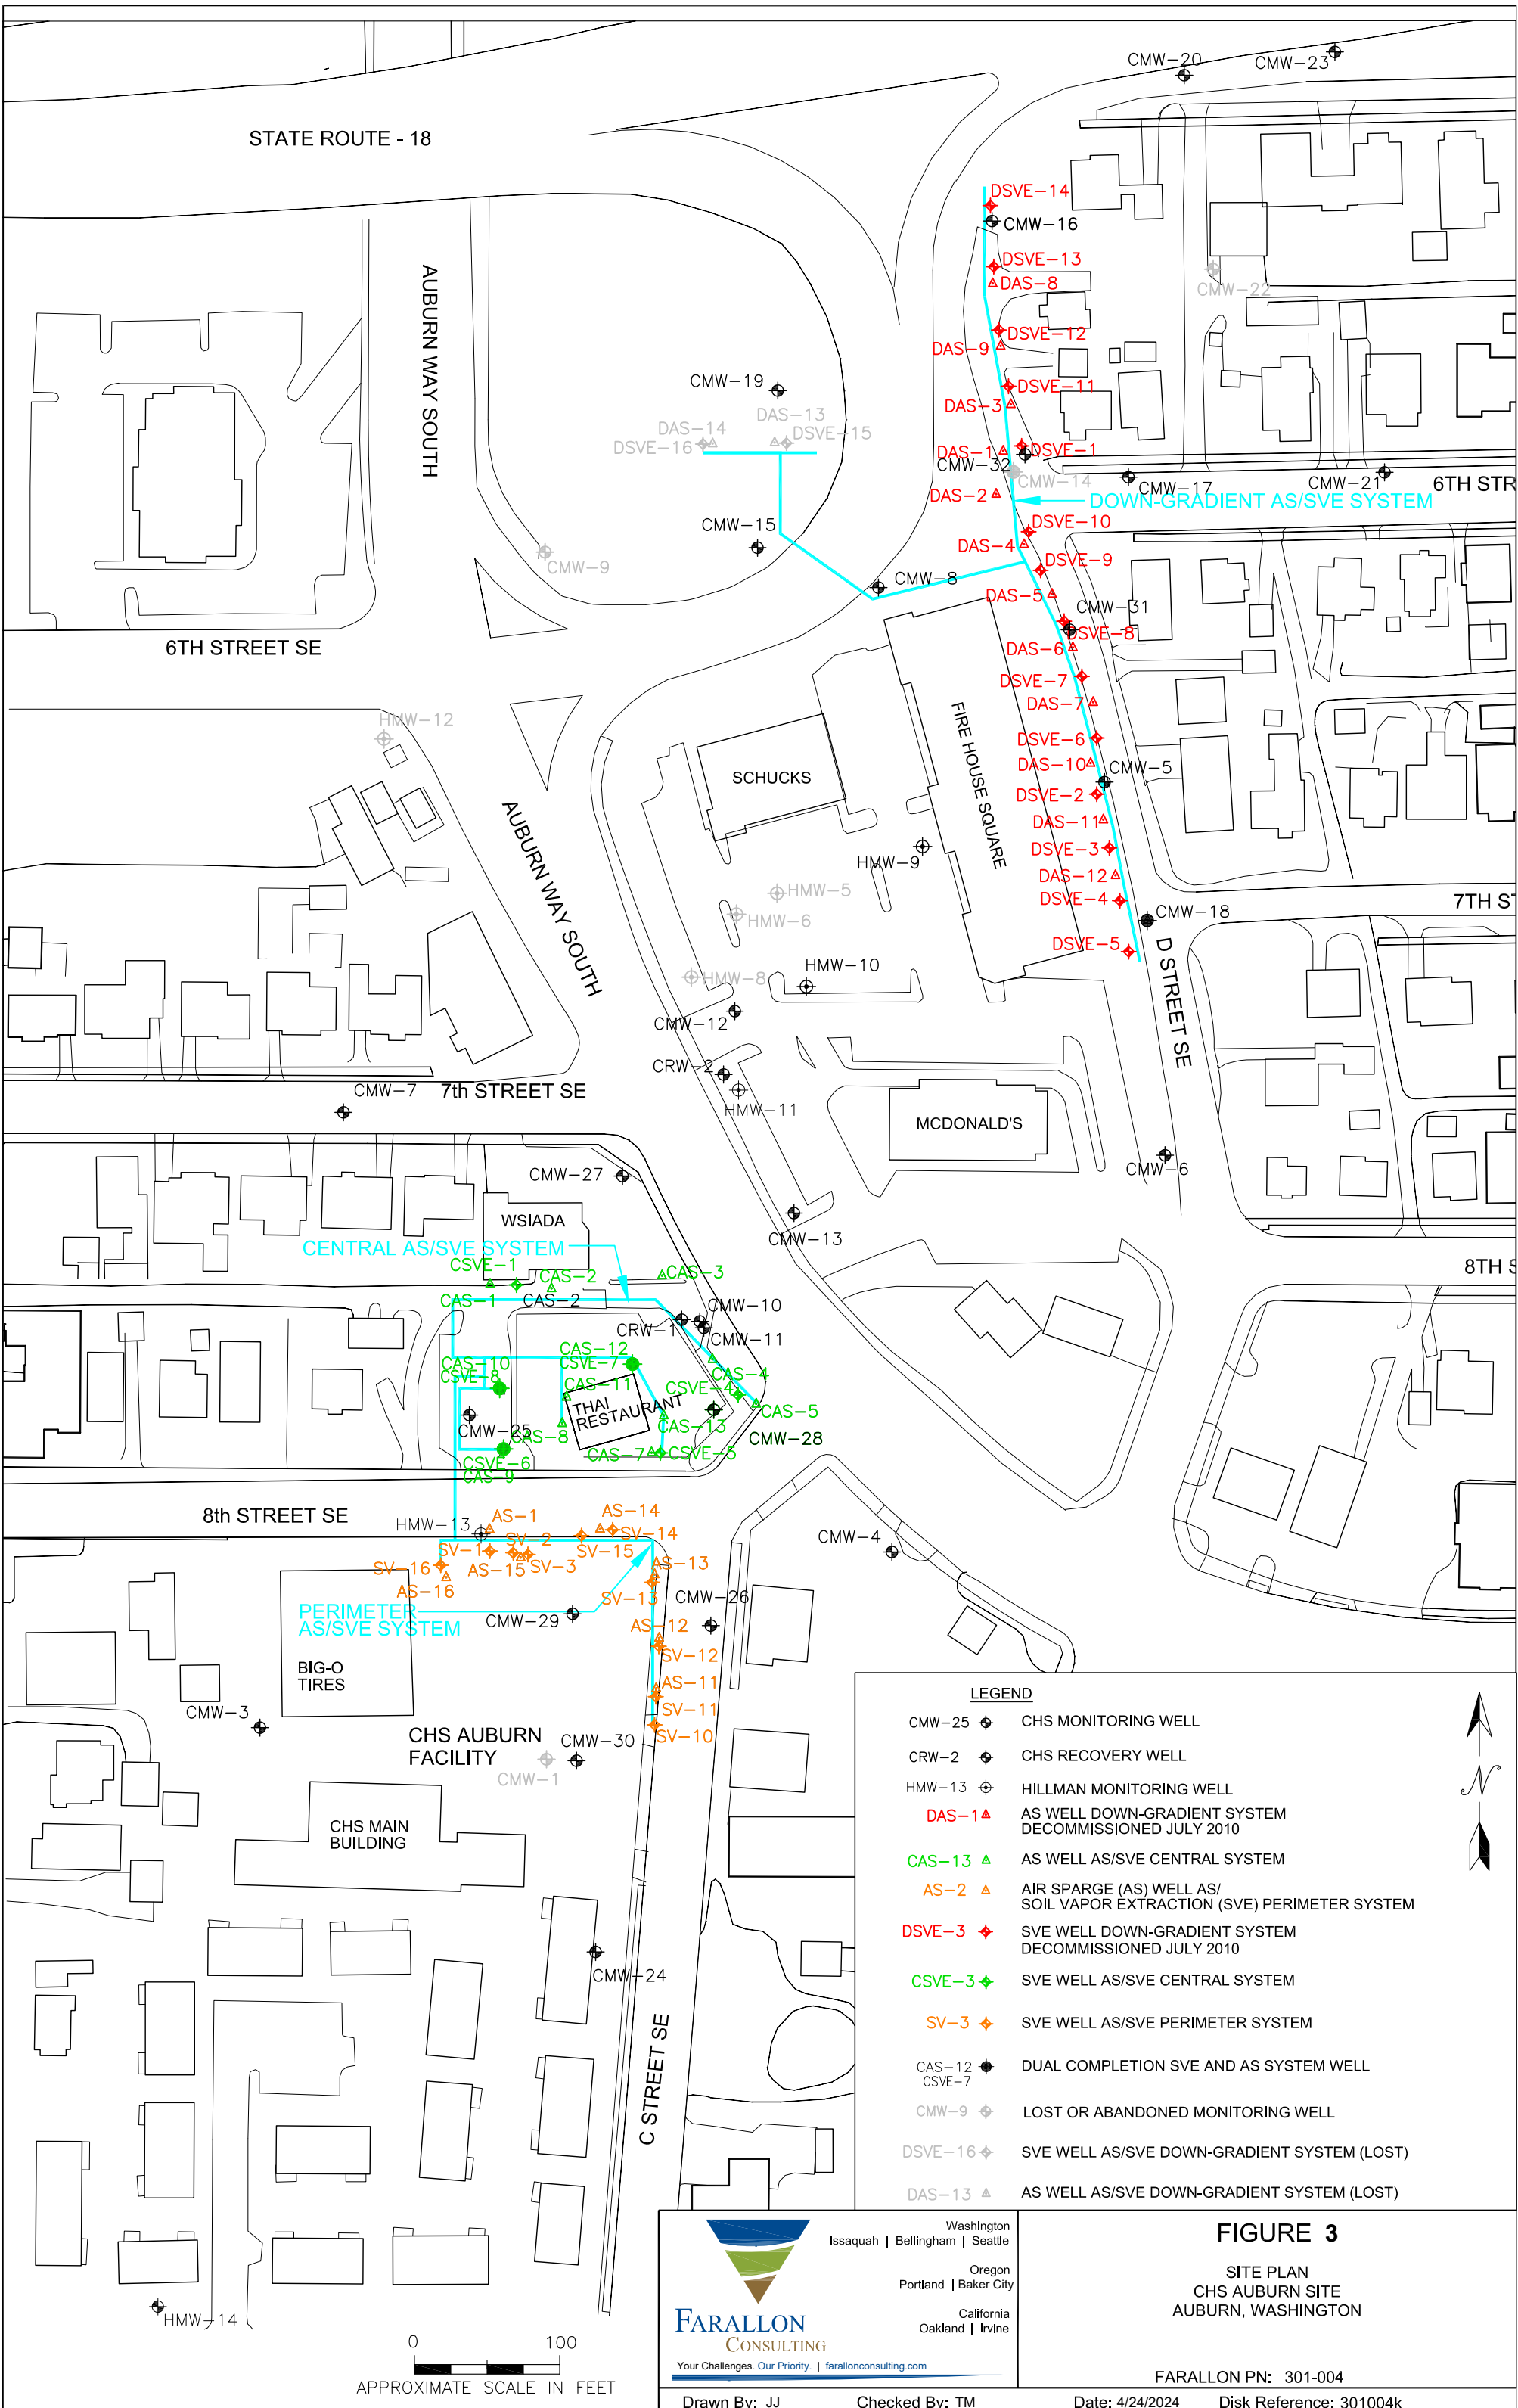 CMW-20
CMW-23
STATE ROUTE - 18
DSVE-14
CMW-16
AUBURN WAY SOUTH
DSVE-13
DAS-8
CMW-22
DSVE-12
DAS-9
CMW-19
DSVE-11
DAS-3
DAS-14
DAS-13
DSVE-16
DSVE-15
DAS-1
DSVE-1
CMW-32
CMW-14
CMW-17
CMW-21
6TH STR
DAS-2
DOWN-GRADIENT AS/SVE SYSTEM
CMW-15
DSVE-10
DAS-4
CMW-9
DSVE-9
CMW-8
DAS-5
CMW-31
DSVE-8
6TH STREET SE
DAS-6
DSVE-7
DAS-7
HMW-12
FIRE HOUSE SQUARE
DSVE-6
SCHUCKS
DAS-10
CMW-5
DSVE-2
AUBURN WAY SOUTH
DAS-11
HMW-9
DSVE-3
DAS-12
HMW-5
DSVE-4
7TH ST
HMW-6
CMW-18
DSVE-5
D STREET SE
HMW-8
HMW-10
CMW-12
CRW-2
CMW-7
7th STREET SE
HMW-11
MCDONALD'S
CMW-6
CMW-27
WSIADA
CMW-13
CENTRAL AS/SVE SYSTEM
CSVE-1
CAS-2
CAS-3
8TH S
CAS-1
CAS-2
CMW-10
CRW-1
CMW-11
CAS-12
CSVE-7
CAS-10
CSVE-8
CAS-4
CAS-11
CSVE-4
THAI
RESTAURANT
CAS-5
CMW-25
CAS-8
CAS-13
CMW-28
CAS-7
CSVE-5
CSVE-6
CAS-9
8th STREET SE
HMW-13
AS-1
AS-14
SV-14
SV-2
SV-1
SV-15
SV-3
AS-15
AS-13
SV-16
AS-16
SV-13
CMW-4
PERIMETER
AS/SVE SYSTEM
CMW-29
CMW-26
AS-12
SV-12
BIG-O
TIRES
AS-11
SV-11
CMW-3
SV-10
CHS AUBURN
FACILITY
CMW-30
CMW-1
CHS MAIN
BUILDING
CMW-24
C STREET SE
HMW-14
0 100
APPROXIMATE SCALE IN FEET
LEGEND
N
CMW-25 CHS MONITORING WELL
CRW-2 CHS RECOVERY WELL
HMW-13 HILLMAN MONITORING WELL
DAS-1 AS WELL DOWN-GRADIENT SYSTEM
DECOMMISSIONED JULY 2010
CAS-13 AS WELL AS/SVE CENTRAL SYSTEM
AS-2 AIR SPARGE (AS) WELL AS/
SOIL VAPOR EXTRACTION (SVE) PERIMETER SYSTEM
DSVE-3 SVE WELL DOWN-GRADIENT SYSTEM
DECOMMISSIONED JULY 2010
CSVE-3 SVE WELL AS/SVE CENTRAL SYSTEM
SV-3 SVE WELL AS/SVE PERIMETER SYSTEM
CAS-12 DUAL COMPLETION SVE AND AS SYSTEM WELL
CSVE-7
CMW-9 LOST OR ABANDONED MONITORING WELL
DSVE-16 SVE WELL AS/SVE DOWN-GRADIENT SYSTEM (LOST)
DAS-13 AS WELL AS/SVE DOWN-GRADIENT SYSTEM (LOST)
FARALLON
CONSULTING
Your Challenges. Our Priority. | farallonconsulting.com
Washington
Issaquah | Bellingham | Seattle
Oregon
Portland | Baker City
California
Oakland | Irvine
FIGURE 3
SITE PLAN
CHS AUBURN SITE
AUBURN, WASHINGTON
FARALLON PN: 301-004
Drawn By: JJ Checked By: TM Date: 4/24/2024 Disk Reference: 301004k